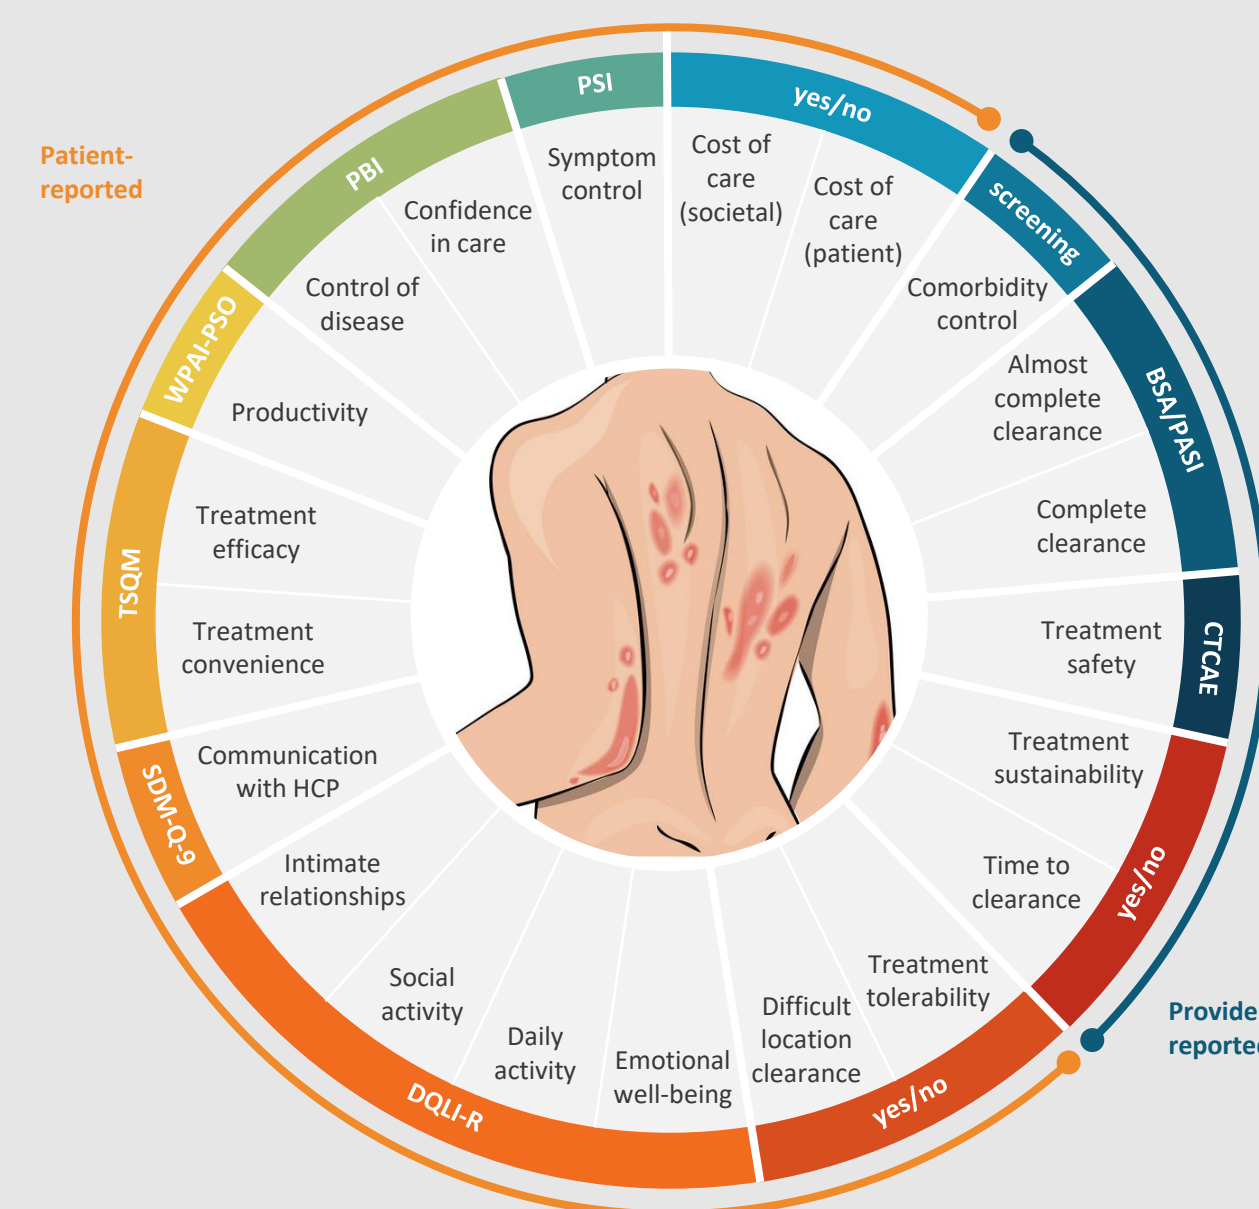 Patient-
reported
PSI
Symptom
control
yes/no
Cost of
care
(societal)
Cost of
care
(patient)
screening
Comorbidity
control
BSA/PASI
Almost
complete
clearance
Complete
clearance
CTCAE
Treatment
safety
yes/no
Treatment
sustainability
Time to
clearance
Provide
reporte
yes/no
Treatment
tolerability
Difficult
location
clearance
DQLI-R
Emotional
well-being
Daily
activity
Social
activity
Intimate
relationships
SDM-Q-9
Communication
with HCP
TSQM
Treatment
convenience
Treatment
efficacy
WPAI-PSO
Productivity
PBI
Control of
disease
Confidence
in care